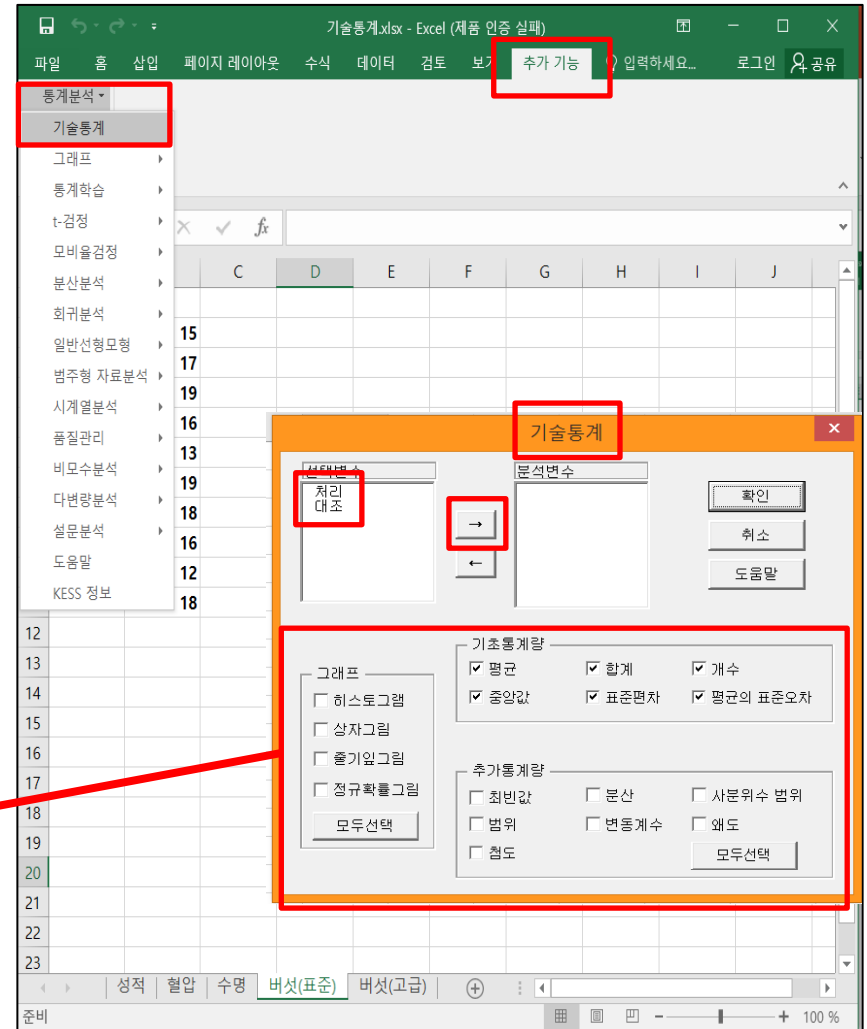 기술통계.xlsx - Excel (제품 인증 실패)
파일 홈 삽입 페이지 레이아웃 수식 데이터 검토 보기 추가 기능 입력하세요... 로그인 공유
통계분석
기술통계
그래프
통계학습
t-검정
모비율검정
분산분석
회귀분석
일반선형모형
범주형 자료분석
시계열분석
품질관리
비모수분석
다변량분석
설문분석
도움말
KESS 정보
fx
C D E F G H I J
15
17
19
16
13
19
18
16
12
18
12
13
14
15
16
17
18
19
20
21
22
23
기술통계
선택변수 분석변수
처리
대조
→
←
확인
취소
도움말
그래프
히스토그램
상자그림
줄기잎그림
정규확률그림
모두선택
기초통계량
평균 합계 개수
중앙값 표준편차 평균의 표준오차
추가통계량
최빈값 분산 사분위수 범위
범위 변동계수 왜도
첨도 모두선택
성적 혈압 수명 버섯(표준) 버섯(고급)
준비 100 %